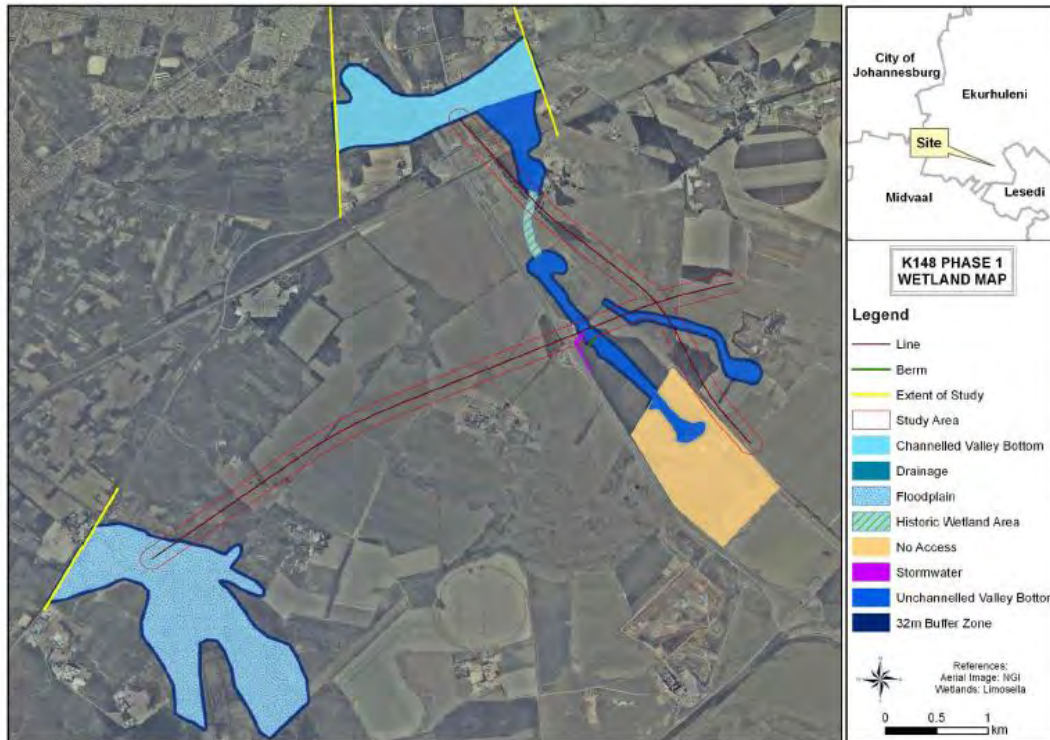 City of
Johannesburg
Ekurhuleni
Site
Midvaal
Lesedi
K148 PHASE 1
WETLAND MAP
Legend
Line
Berm
Extent of Study
Study Area
Channelled Valley Bottom
Drainage
Floodplain
Historic Wetland Area
No Access
Stormwater
Unchannelled Valley Bottom
32m Buffer Zone
References:
Aerial Image: NGI
Wetlands: Limosella
0 0.5 1
km